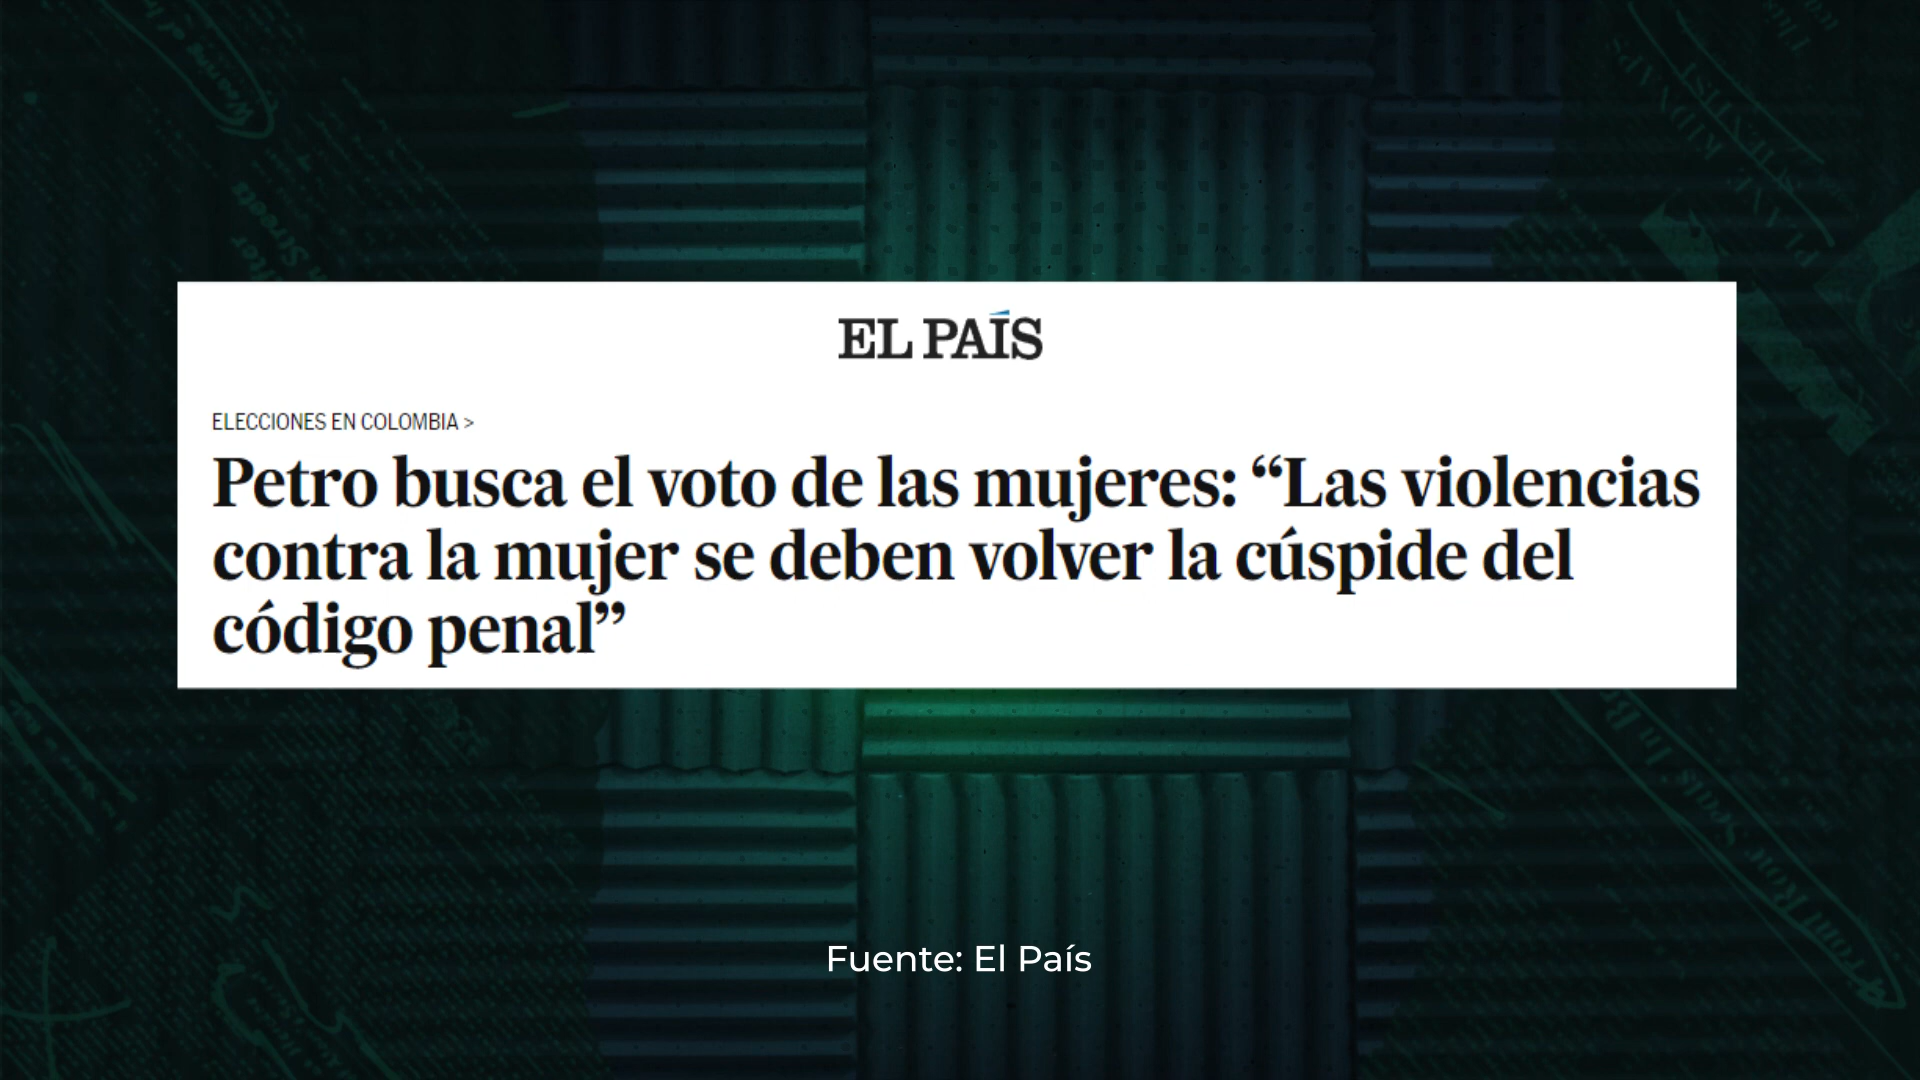 EL PAÍS
ELECCIONES EN COLOMBIA >
Petro busca el voto de las mujeres: “Las violencias
contra la mujer se deben volver la cúspide del
código penal”
Fuente: El País